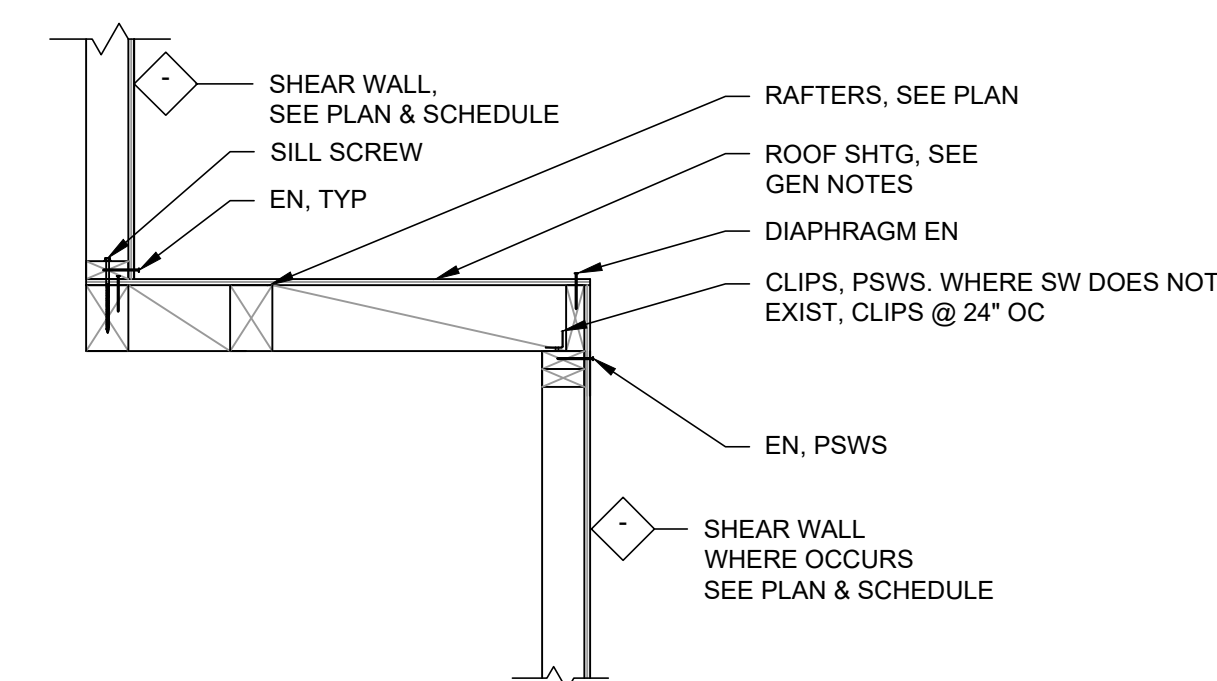 -
SHEAR WALL,
SEE PLAN & SCHEDULE
SILL SCREW
EN, TYP
RAFTERS, SEE PLAN
ROOF SHTG, SEE
GEN NOTES
DIAPHRAGM EN
CLIPS, PSWS. WHERE SW DOES NOT
EXIST, CLIPS @ 24" OC
EN, PSWS
-
SHEAR WALL
WHERE OCCURS
SEE PLAN & SCHEDULE